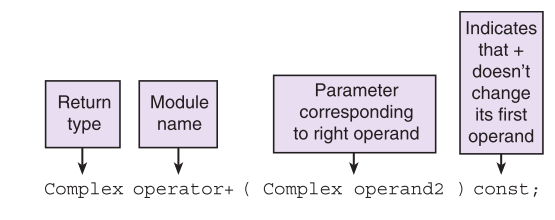 Return
type
Module
name
Parameter
corresponding
to right operand
Indicates
that +
doesn't
change
its first
operand
Complex operator+ ( Complex operand2 ) const;